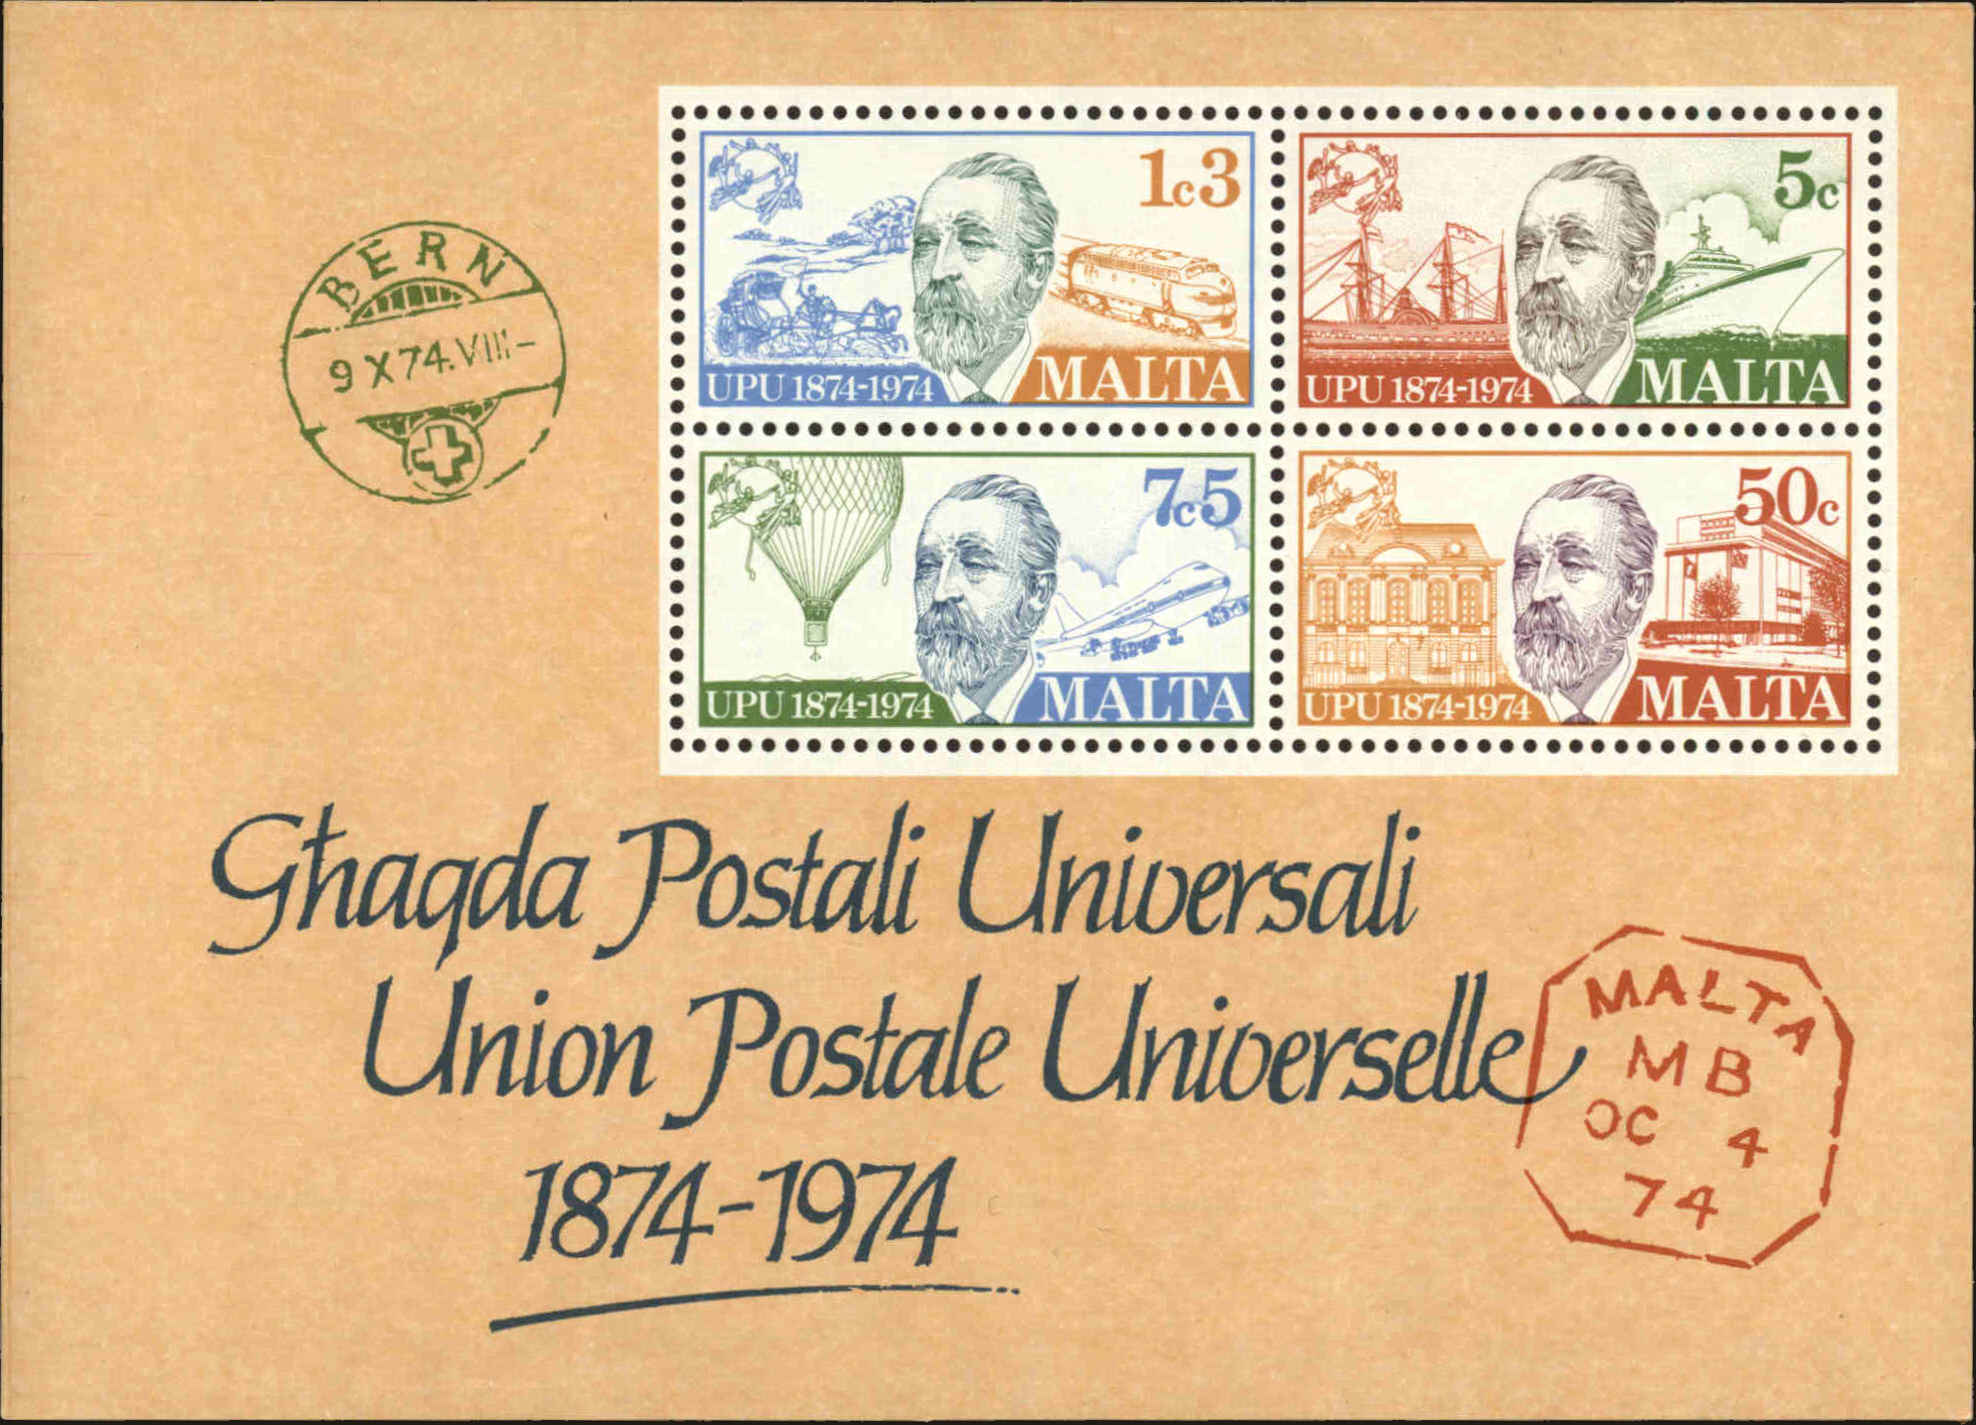 BERN
9 X 74.VIII-
1c3
UPU 1874-1974
MALTA
5c
UPU 1874-1974
MALTA
7c5
UPU 1874-1974
MALTA
50c
UPU 1874-1974
MALTA
Għaqda Postali Universali
Union Postale Universelle
1874-1974
MALTA
MB
OC 4
74